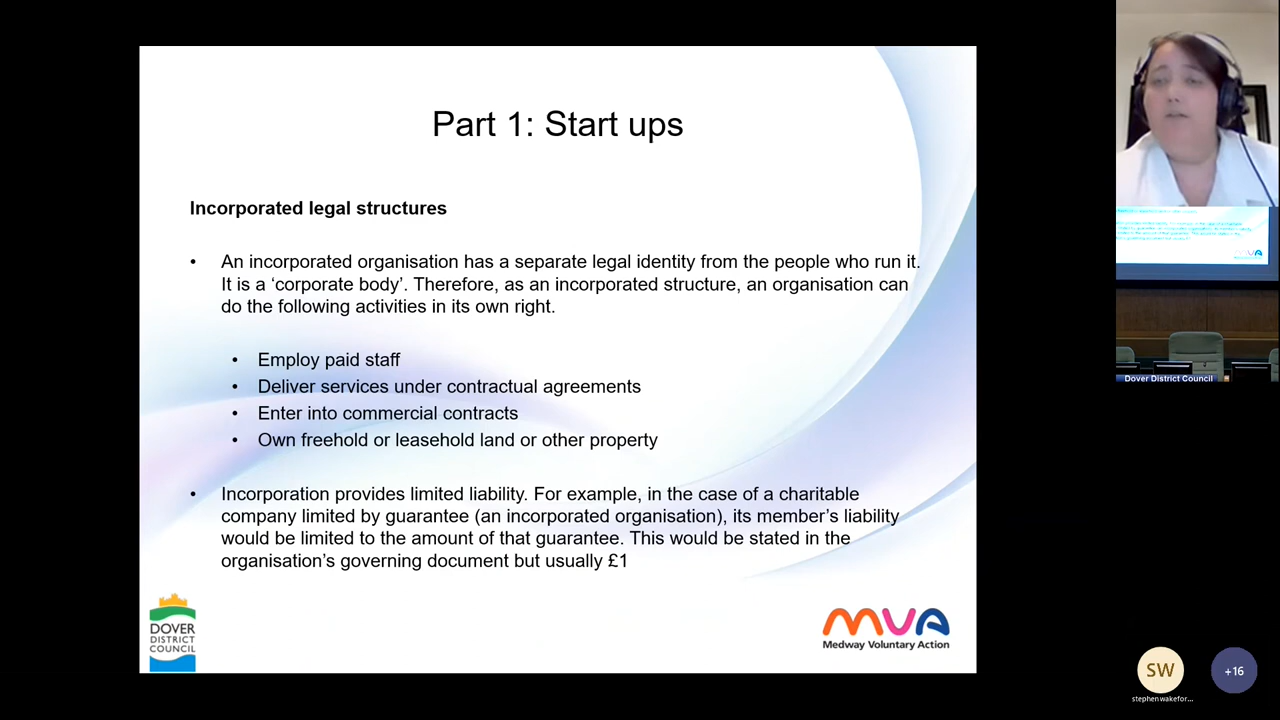 Part 1: Start ups
Incorporated legal structures
• An incorporated organisation has a separate legal identity from the people who run it.
It is a ‘corporate body’. Therefore, as an incorporated structure, an organisation can
do the following activities in its own right.
• Employ paid staff
• Deliver services under contractual agreements
• Enter into commercial contracts
• Own freehold or leasehold land or other property
• Incorporation provides limited liability. For example, in the case of a charitable
company limited by guarantee (an incorporated organisation), its member’s liability
would be limited to the amount of that guarantee. This would be stated in the
organisation’s governing document but usually £1
DOVER
DISTRICT
COUNCIL
MVA
Medway Voluntary Action
MVA
Dover District Council
SW
stephen wakefor...
+16